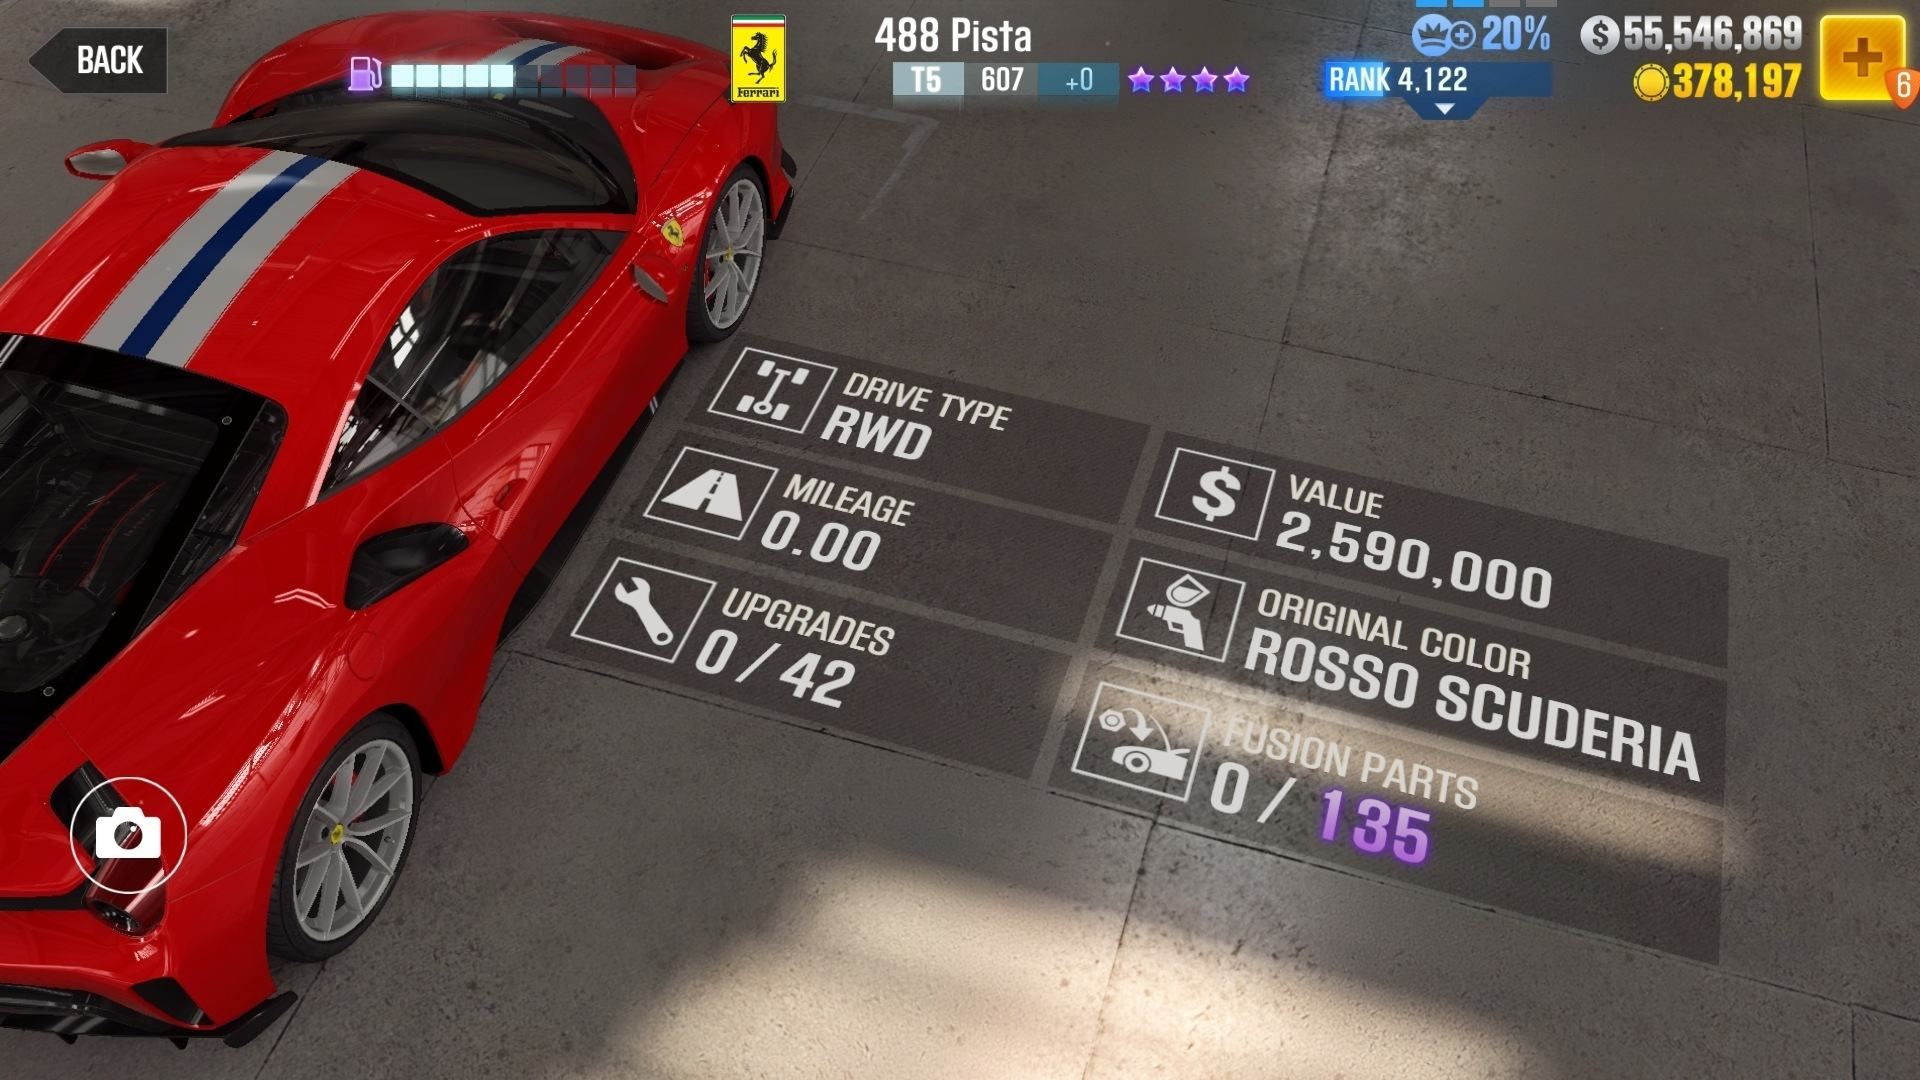 BACK
Ferrari
488 Pista
T5 607 +0
20%
RANK 4,122
$ 55,546,869
378,197
6
DRIVE TYPE
RWD
MILEAGE
0.00
UPGRADES
0 / 42
$ VALUE
2,590,000
ORIGINAL COLOR
ROSSO SCUDERIA
FUSION PARTS
0 / 135